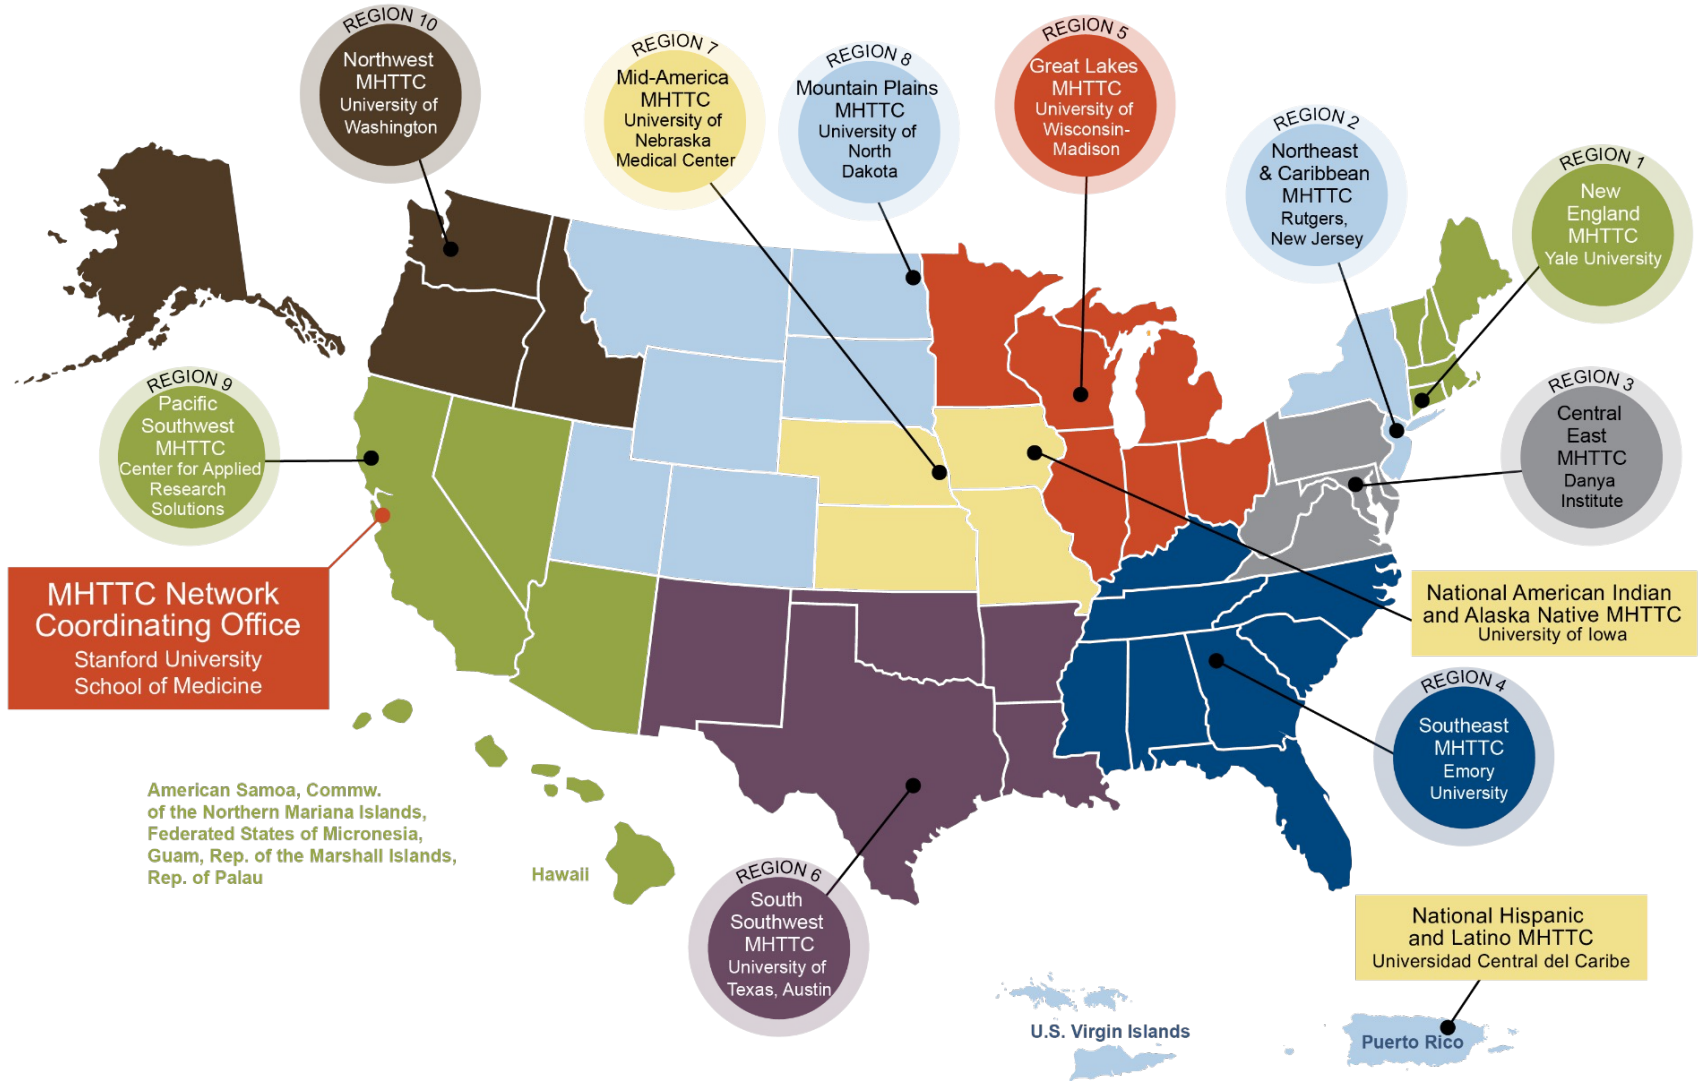 REGION 10
Northwest
MHTTC
University of
Washington
REGION 7
Mid-America
MHTTC
University of
Nebraska
Medical Center
REGION 8
Mountain Plains
MHTTC
University of
North
Dakota
REGION 5
Great Lakes
MHTTC
University of
Wisconsin-
Madison
REGION 2
Northeast
& Caribbean
MHTTC
Rutgers,
New Jersey
REGION 1
New
England
MHTTC
Yale University
REGION 9
Pacific
Southwest
MHTTC
Center for Applied
Research
Solutions
REGION 3
Central
East
MHTTC
Danya
Institute
MHTTC Network
Coordinating Office
Stanford University
School of Medicine
National American Indian
and Alaska Native MHTTC
University of Iowa
REGION 4
Southeast
MHTTC
Emory
University
American Samoa, Commw.
of the Northern Mariana Islands,
Federated States of Micronesia,
Guam, Rep. of the Marshall Islands,
Rep. of Palau
Hawaii
REGION 6
South
Southwest
MHTTC
University of
Texas, Austin
National Hispanic
and Latino MHTTC
Universidad Central del Caribe
U.S. Virgin Islands
Puerto Rico